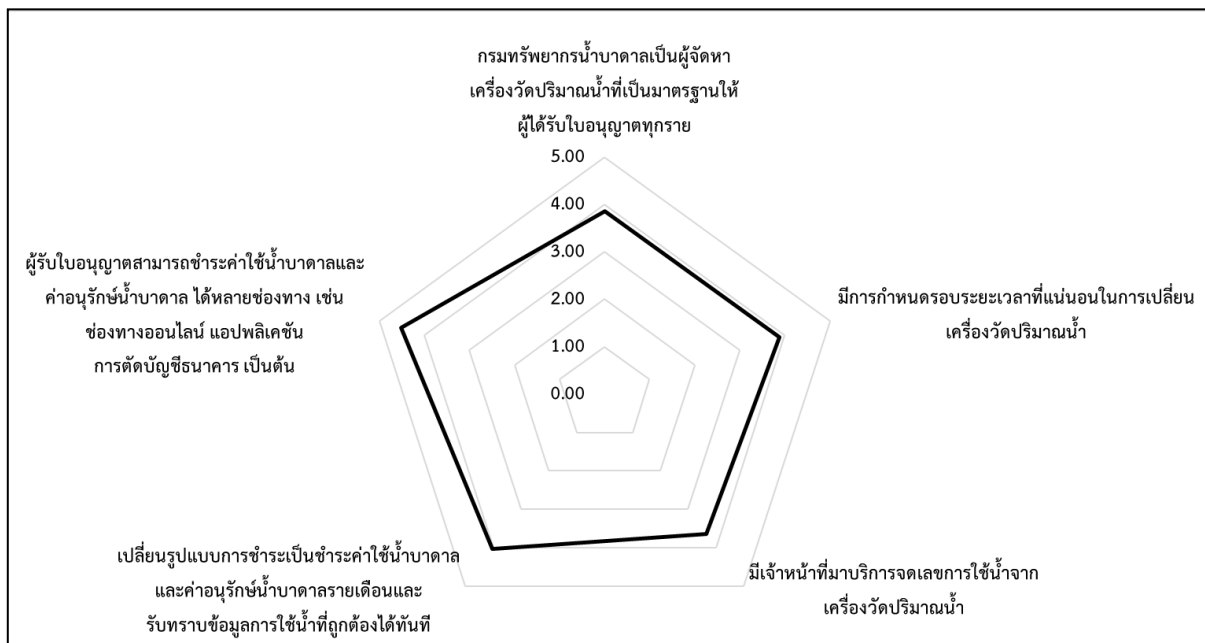 กรมทรัพยากรน้ำบาดาลเป็นผู้จัดหา
เครื่องวัดปริมาณน้ำที่เป็นมาตรฐานให้
ผู้ได้รับใบอนุญาตทุกราย
5.00
4.00
3.00
2.00
1.00
0.00
มีการกำหนดรอบระยะเวลาที่แน่นอนในการเปลี่ยน
เครื่องวัดปริมาณน้ำ
มีเจ้าหน้าที่มาบริการจดเลขการใช้น้ำจาก
เครื่องวัดปริมาณน้ำ
เปลี่ยนรูปแบบการชำระเป็นชำระค่าใช้น้ำบาดาล
และค่าอนุรักษ์น้ำบาดาลรายเดือนและ
รับทราบข้อมูลการใช้น้ำที่ถูกต้องได้ทันที
ผู้รับใบอนุญาตสามารถชำระค่าใช้น้ำบาดาลและ
ค่าอนุรักษ์น้ำบาดาล ได้หลายช่องทาง เช่น
ช่องทางออนไลน์ แอปพลิเคชัน
การตัดบัญชีธนาคาร เป็นต้น